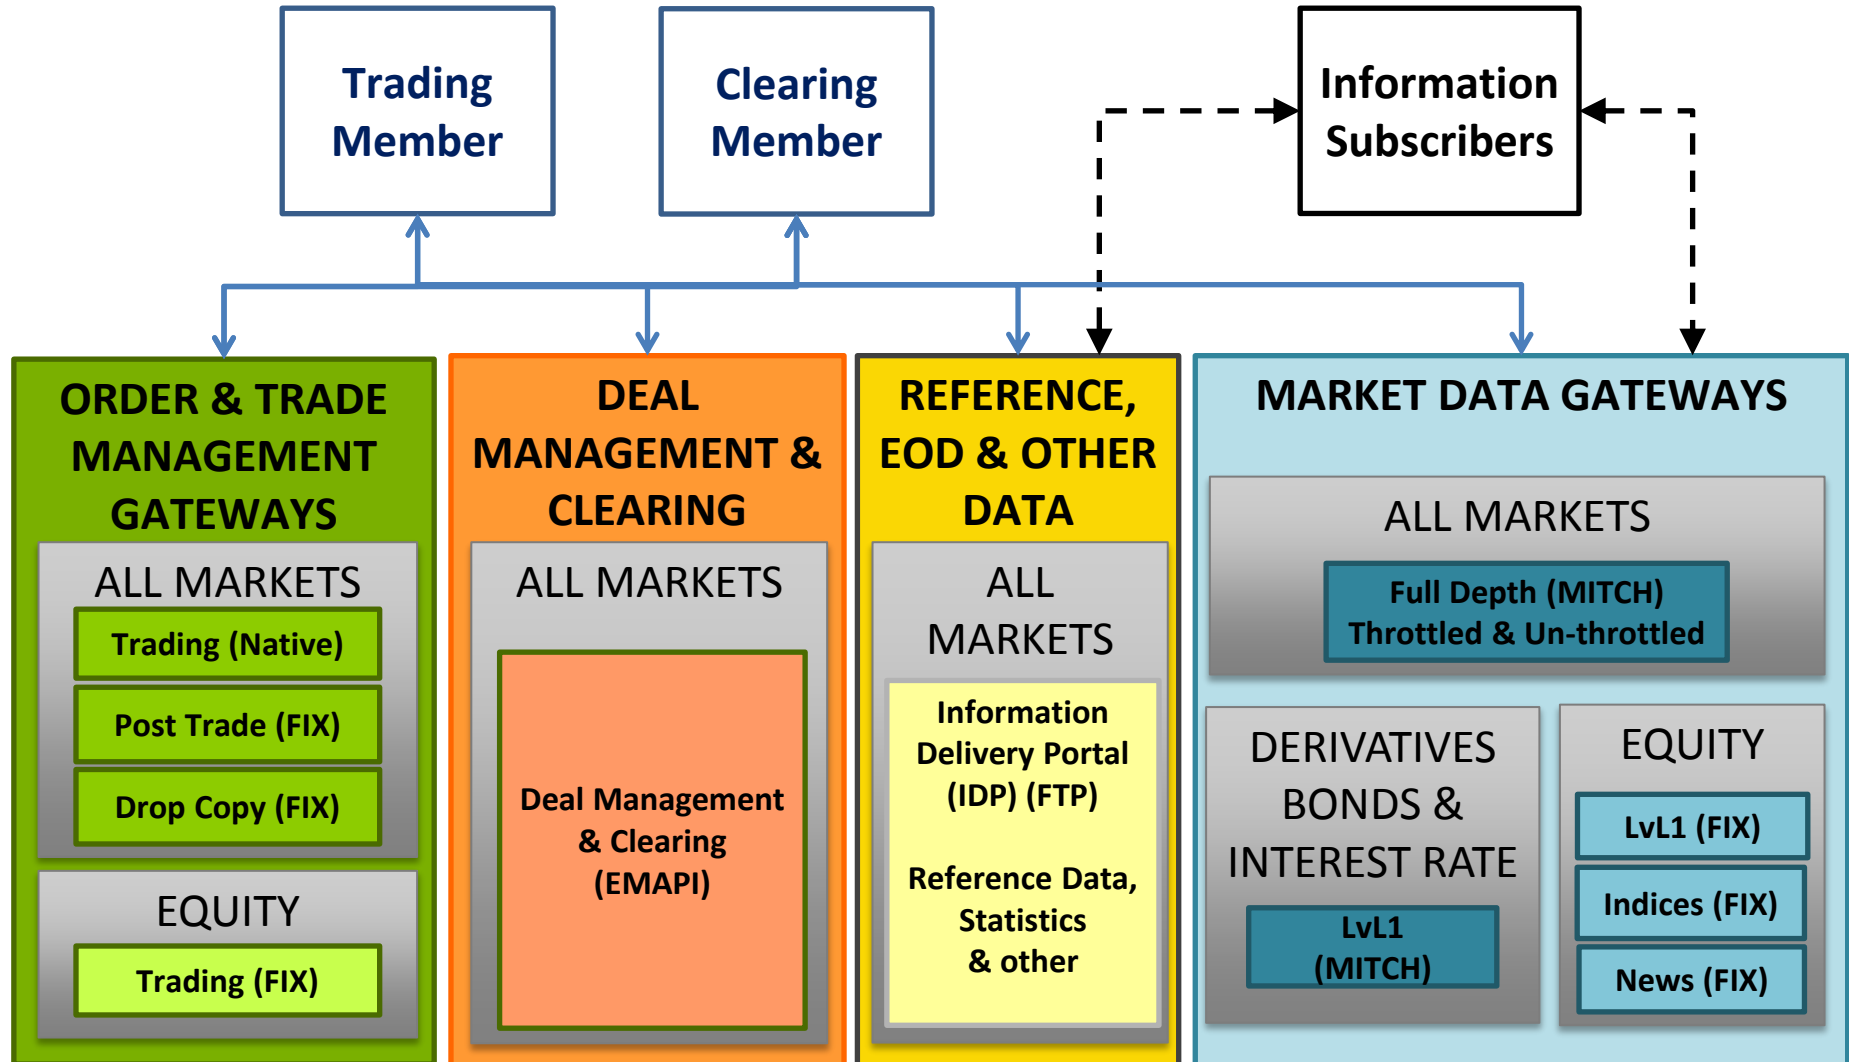 Trading
Member
Clearing
Member
Information
Subscribers
ORDER & TRADE
MANAGEMENT
GATEWAYS
ALL MARKETS
Trading (Native)
Post Trade (FIX)
Drop Copy (FIX)
EQUITY
Trading (FIX)
DEAL
MANAGEMENT &
CLEARING
ALL MARKETS
Deal Management
& Clearing
(EMAPI)
REFERENCE,
EOD & OTHER
DATA
ALL
MARKETS
Information
Delivery Portal
(IDP) (FTP)
Reference Data,
Statistics
& other
MARKET DATA GATEWAYS
ALL MARKETS
Full Depth (MITCH)
Throttled & Un-throttled
DERIVATIVES
BONDS &
INTEREST RATE
LvL1
(MITCH)
EQUITY
LvL1 (FIX)
Indices (FIX)
News (FIX)